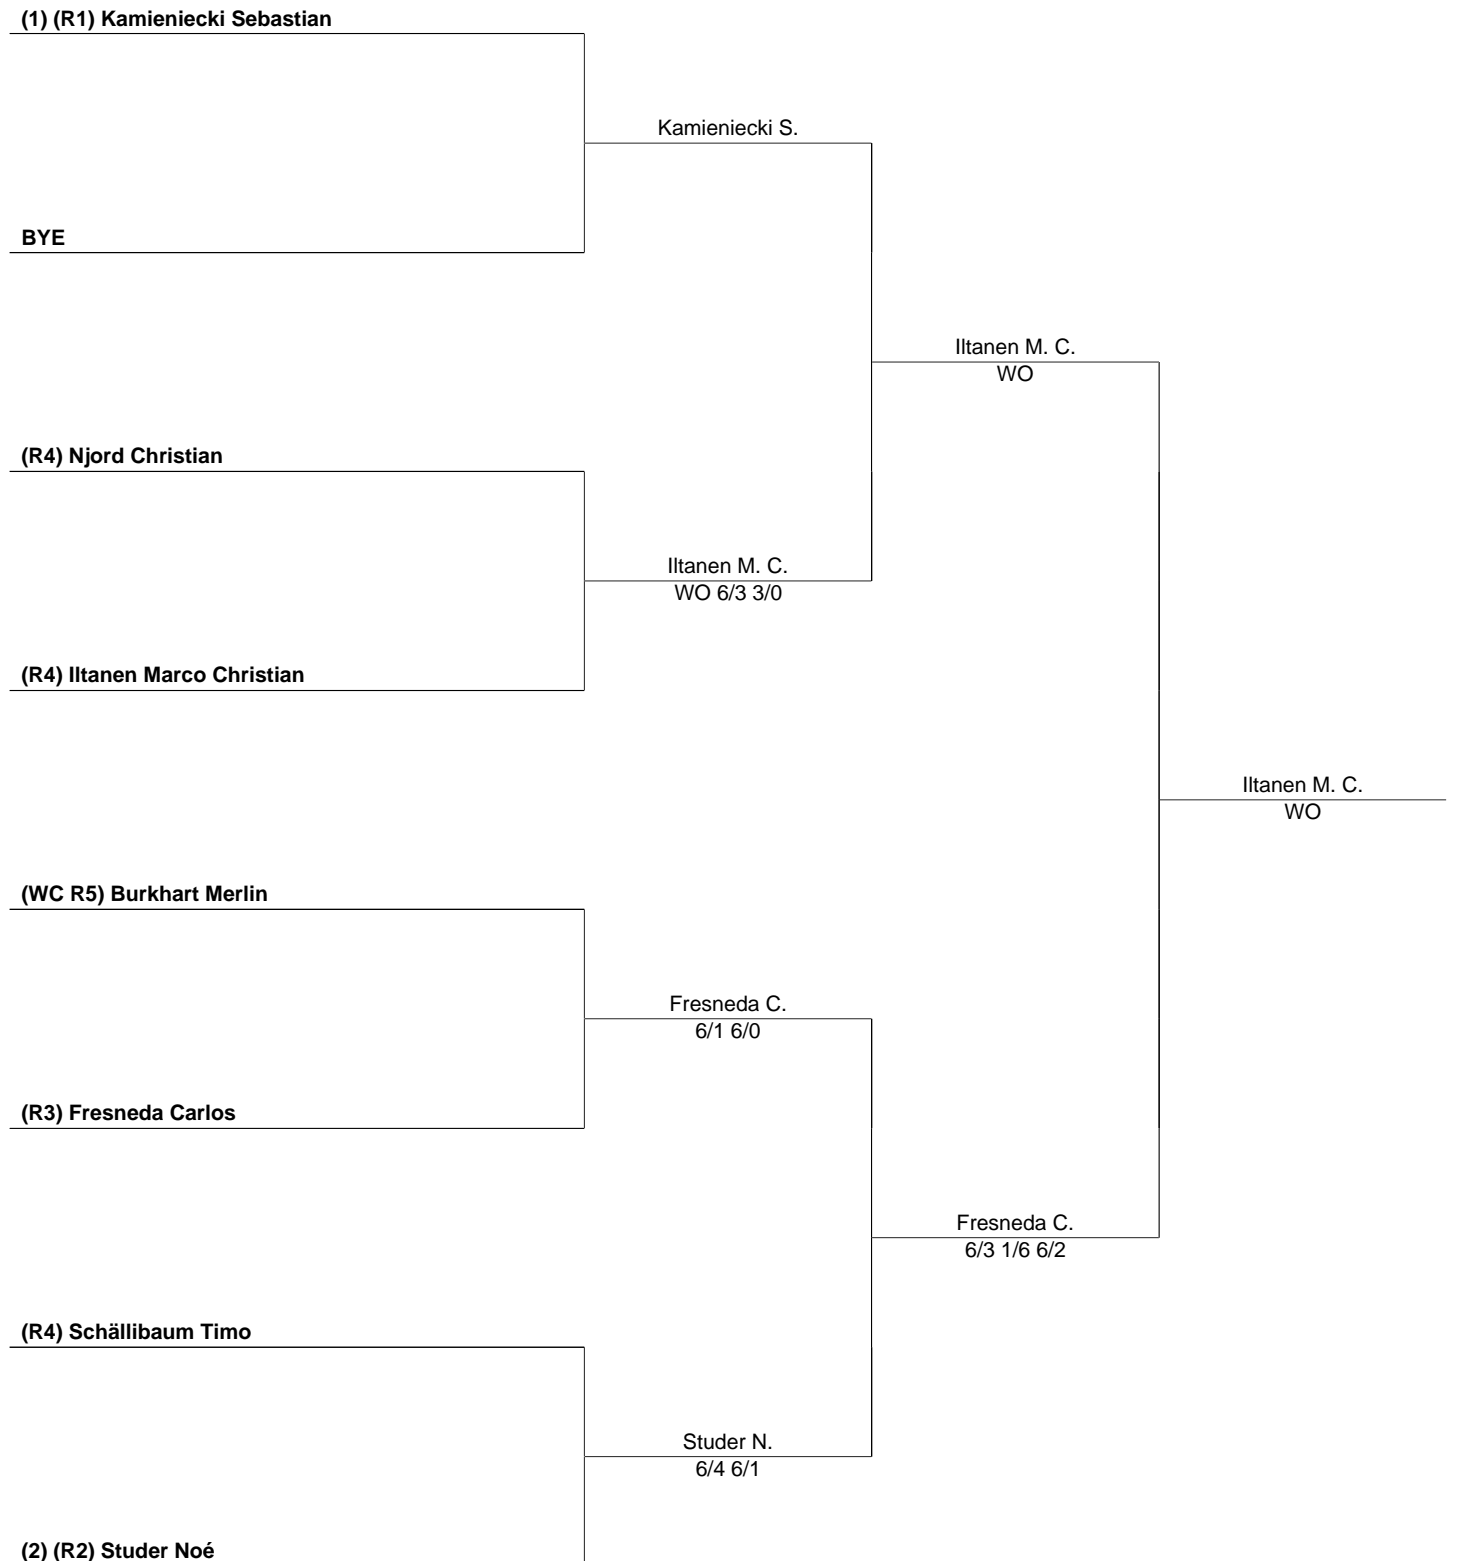 (1) (R1) Kamieniecki Sebastian
Kamieniecki S.
BYE
Iltanen M. C.
WO
(R4) Njord Christian
Iltanen M. C.
WO 6/3 3/0
(R4) Iltanen Marco Christian
Iltanen M. C.
WO
(WC R5) Burkhart Merlin
Fresneda C.
6/1 6/0
(R3) Fresneda Carlos
Fresneda C.
6/3 1/6 6/2
(R4) Schällibaum Timo
Studer N.
6/4 6/1
(2) (R2) Studer Noé